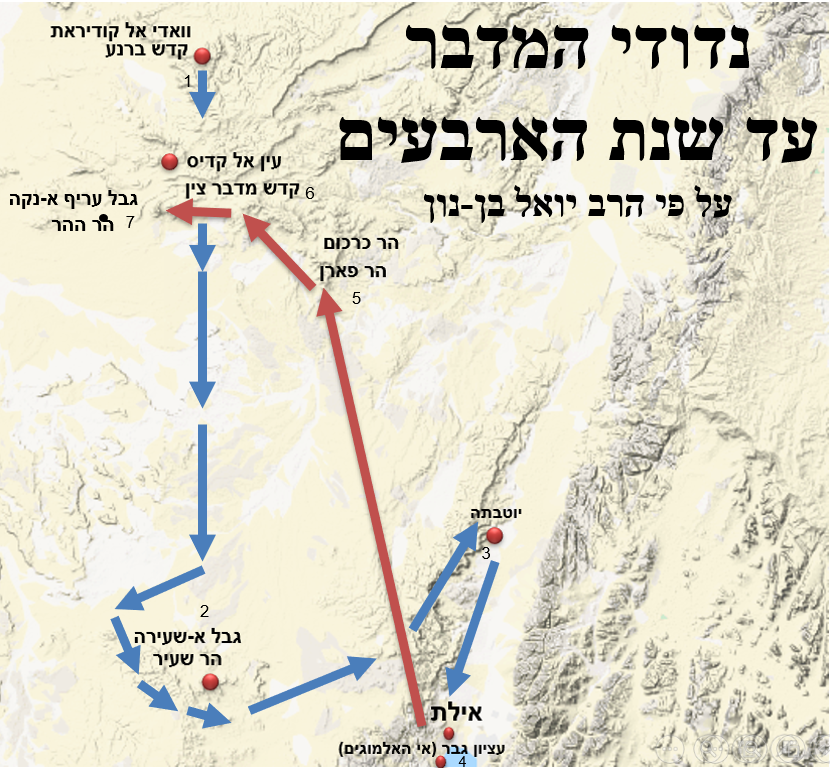 נדודי המדבר
עד שנת הארבעים
על פי הרב יואל בן-נון
וואדי אל קודיראת
קדש ברנע
1
עין אל קדיס
קדש מדבר צין 6
גבל עריף א-נקה
הר ההר 7
הר כרכום
הר פארן
5
יוטבתה
3
2
גבל א-שעירה
הר שעיר
אילת
עציון גבר (אי האלמוגים)
4